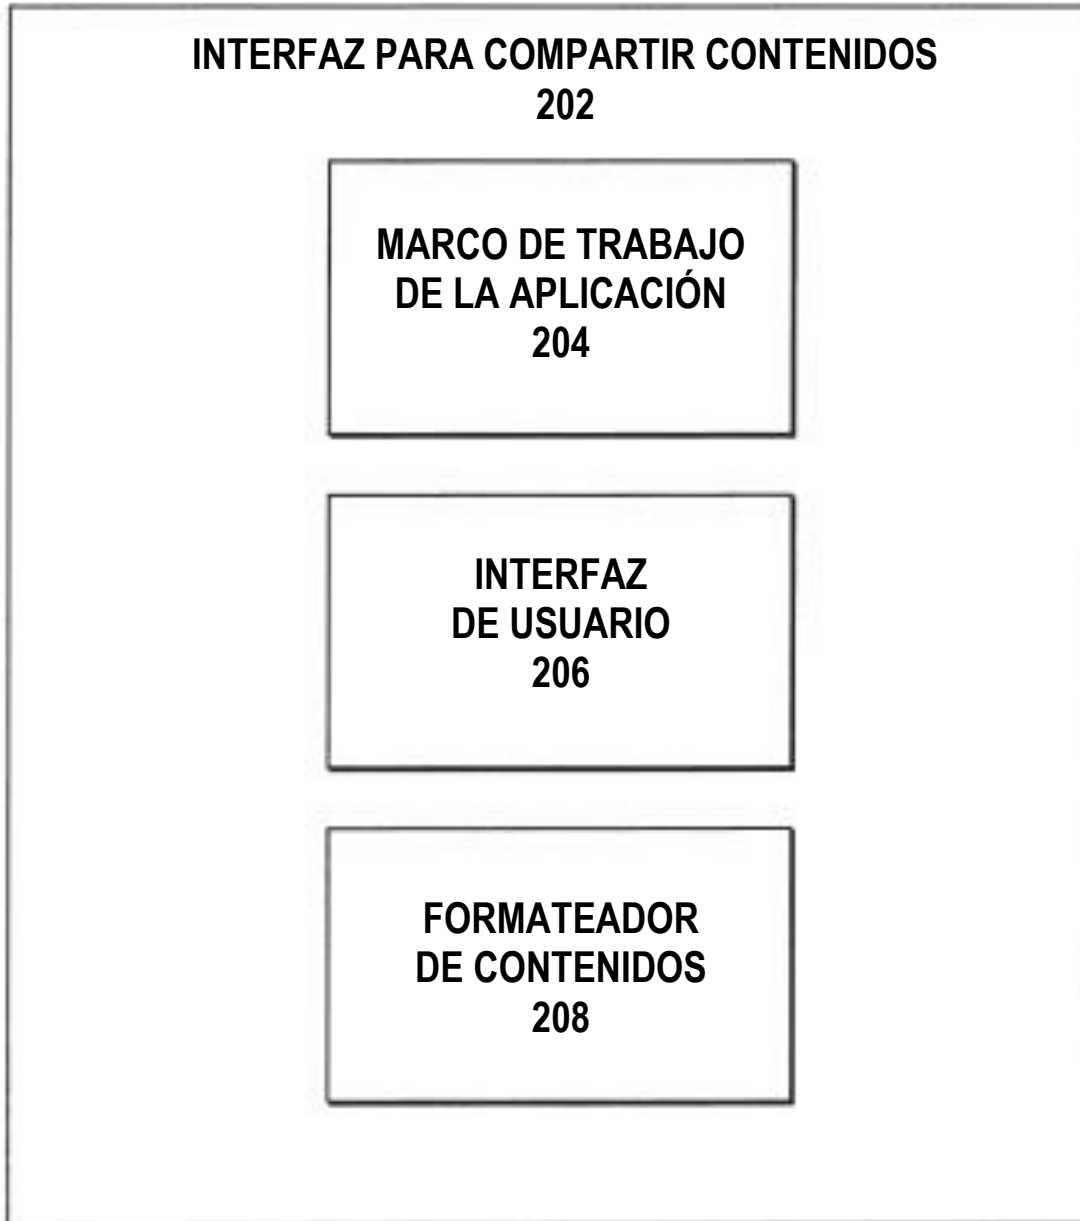 INTERFAZ PARA COMPARTIR CONTENIDOS
202
MARCO DE TRABAJO
DE LA APLICACIÓN
204
INTERFAZ
DE USUARIO
206
FORMATEADOR
DE CONTENIDOS
208